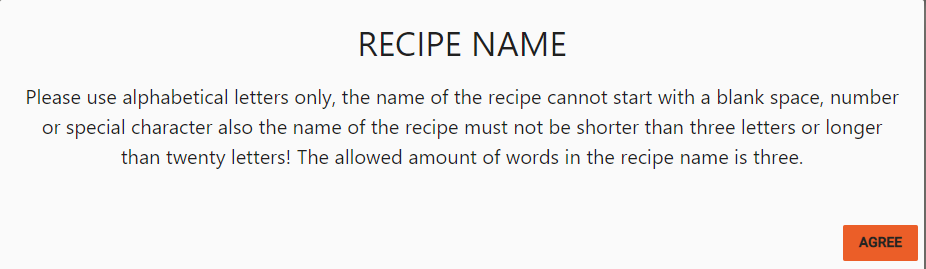 RECIPE NAME
Please use alphabetical letters only, the name of the recipe cannot start with a blank space, number
or special character also the name of the recipe must not be shorter than three letters or longer
than twenty letters! The allowed amount of words in the recipe name is three.
AGREE